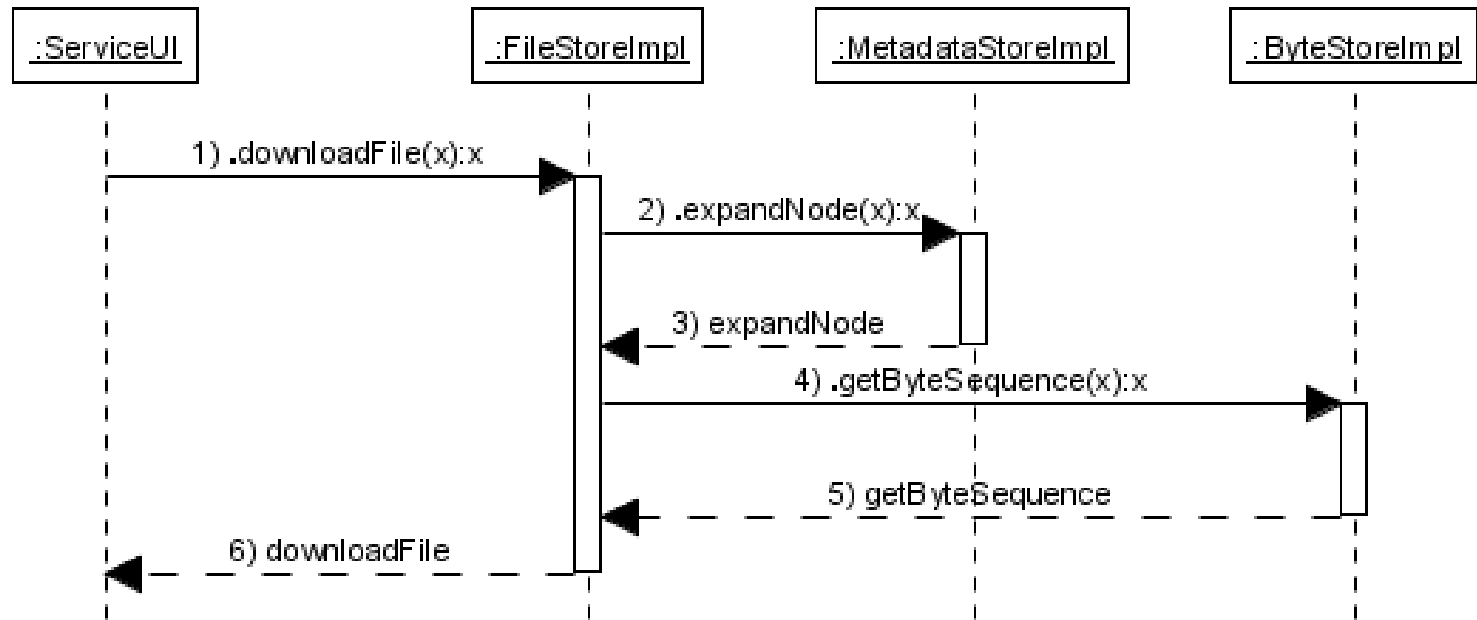 :ServiceUI
:FileStoreImpl
:MetadataStoreImpl
:ByteStoreImpl
1) .downloadFile(x):x
2) .expandNode(x):x
3) expandNode
4) .getByteSequence(x):x
5) getByteSequence
6) downloadFile